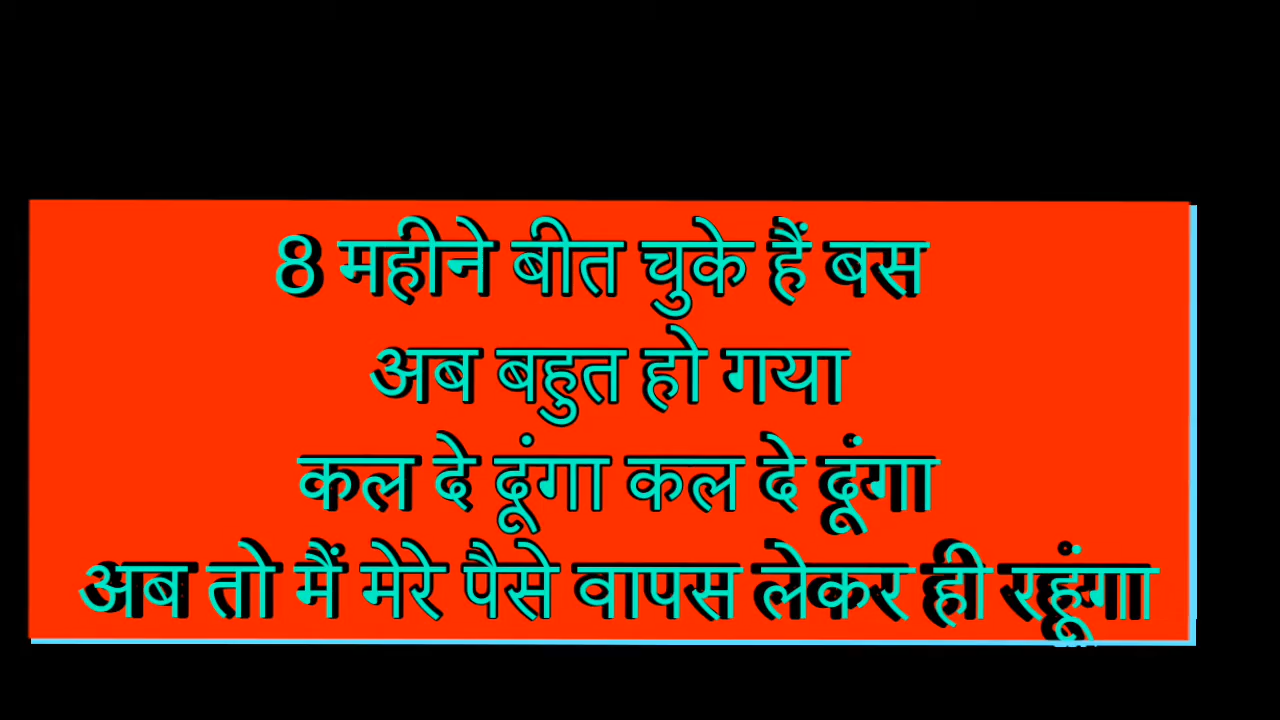 8 महीने बीत चुके हैं बस
अब बहुत हो गया
कल दे दूंगा कल दे दूंगा
अब तो मैं मेरे पैसे वापस लेकर ही रहूंगा